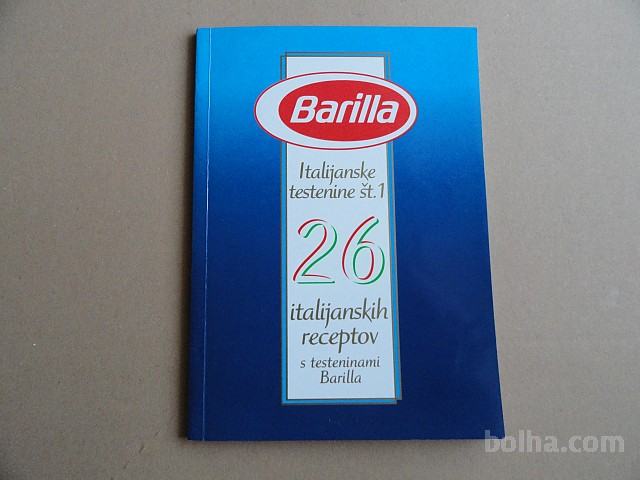 Barilla
Italijanske
testenine št.1
26
italijanskih
receptov
s testeninami
Barilla
bolha.com